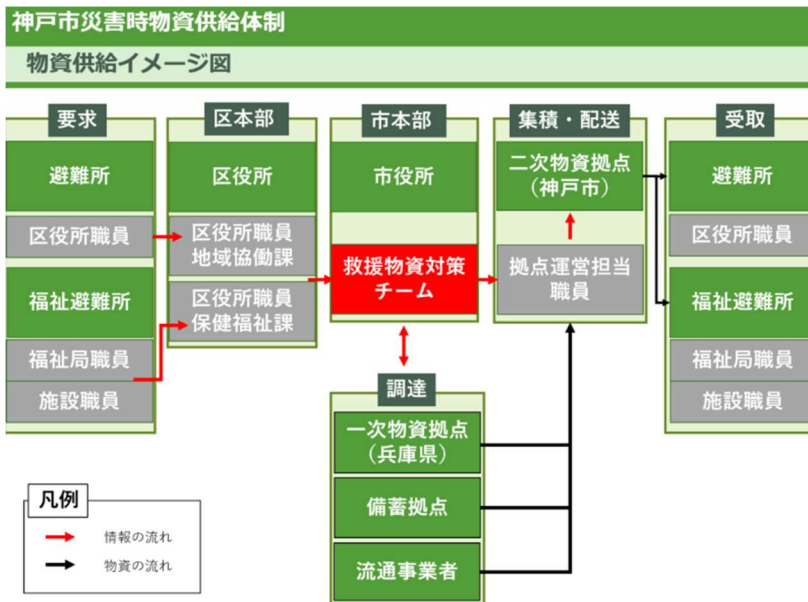 神戸市災害時物資供給体制
物資供給イメージ図
要求
避難所
区役所職員
福祉避難所
福祉局職員
施設職員
区本部
区役所
区役所職員
地域協働課
区役所職員
保健福祉課
市本部
市役所
救援物資対策
チーム
集積・配送
二次物資拠点
(神戸市)
拠点運営担当
職員
受取
避難所
区役所職員
福祉避難所
福祉局職員
施設職員
調達
一次物資拠点
(兵庫県)
備蓄拠点
流通事業者
凡例
情報の流れ
物資の流れ